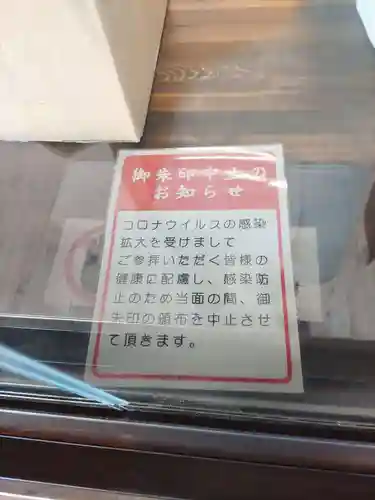 御朱印中止の
お知らせ
コロナウイルスの感染
拡大を受けまして
ご参拝いただく皆様の
健康に配慮し、感染防
止のため当面の間、御
朱印の頒布を中止させ
て頂きます。